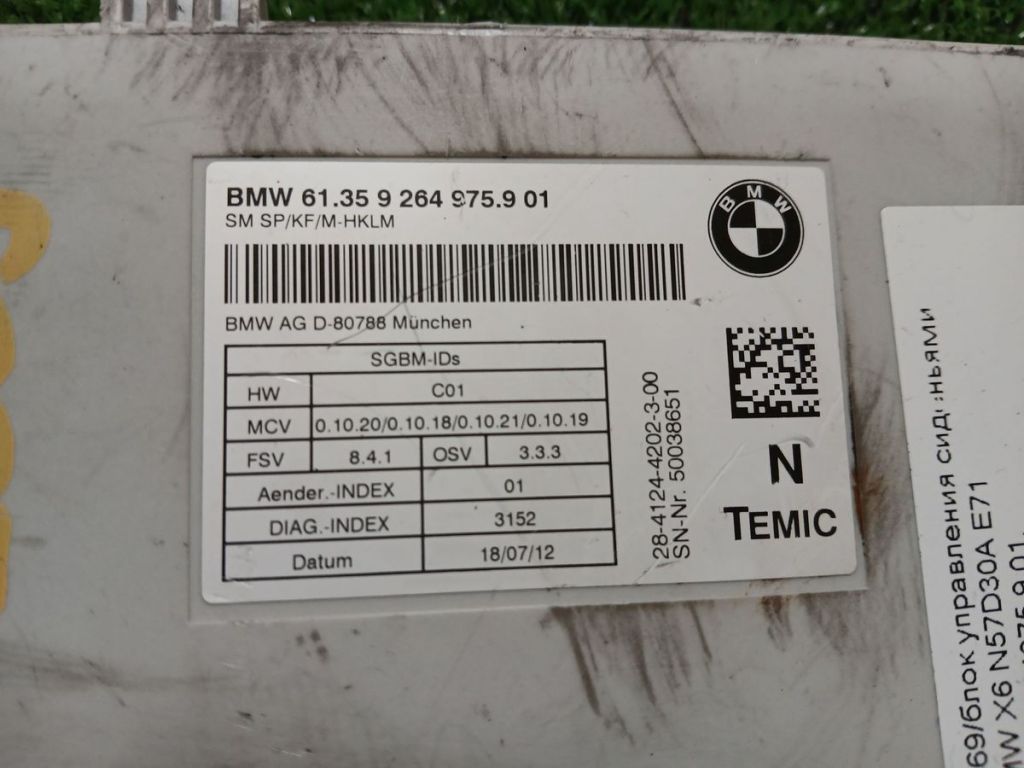 BMW 61.35 9 264 975.9 01
SM SP/KF/M-HKLM
BMW
BMW AG D-80788 München
SGBM-IDs
HW C01
MCV 0.10.20/0.10.18/0.10.21/0.10.19
FSV 8.4.1 OSV 3.3.3
Aender.-INDEX 01
DIAG.-INDEX 3152
Datum 18/07/12
28-4124-4202-3-00
SN-Nr. 50038651
N
TEMIC
69/блок управления
X6 N57D30A E71